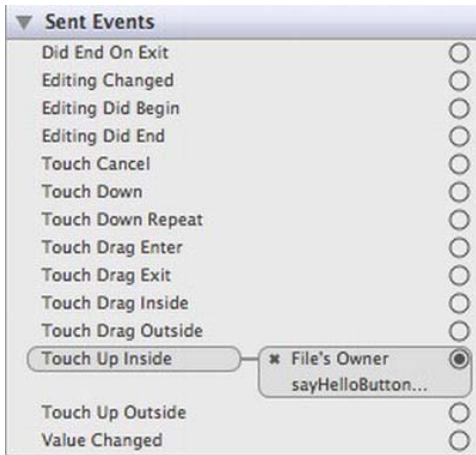 Sent Events
Did End On Exit
Editing Changed
Editing Did Begin
Editing Did End
Touch Cancel
Touch Down
Touch Down Repeat
Touch Drag Enter
Touch Drag Exit
Touch Drag Inside
Touch Drag Outside
Touch Up Inside File's Owner
sayHelloButton...
Touch Up Outside
Value Changed